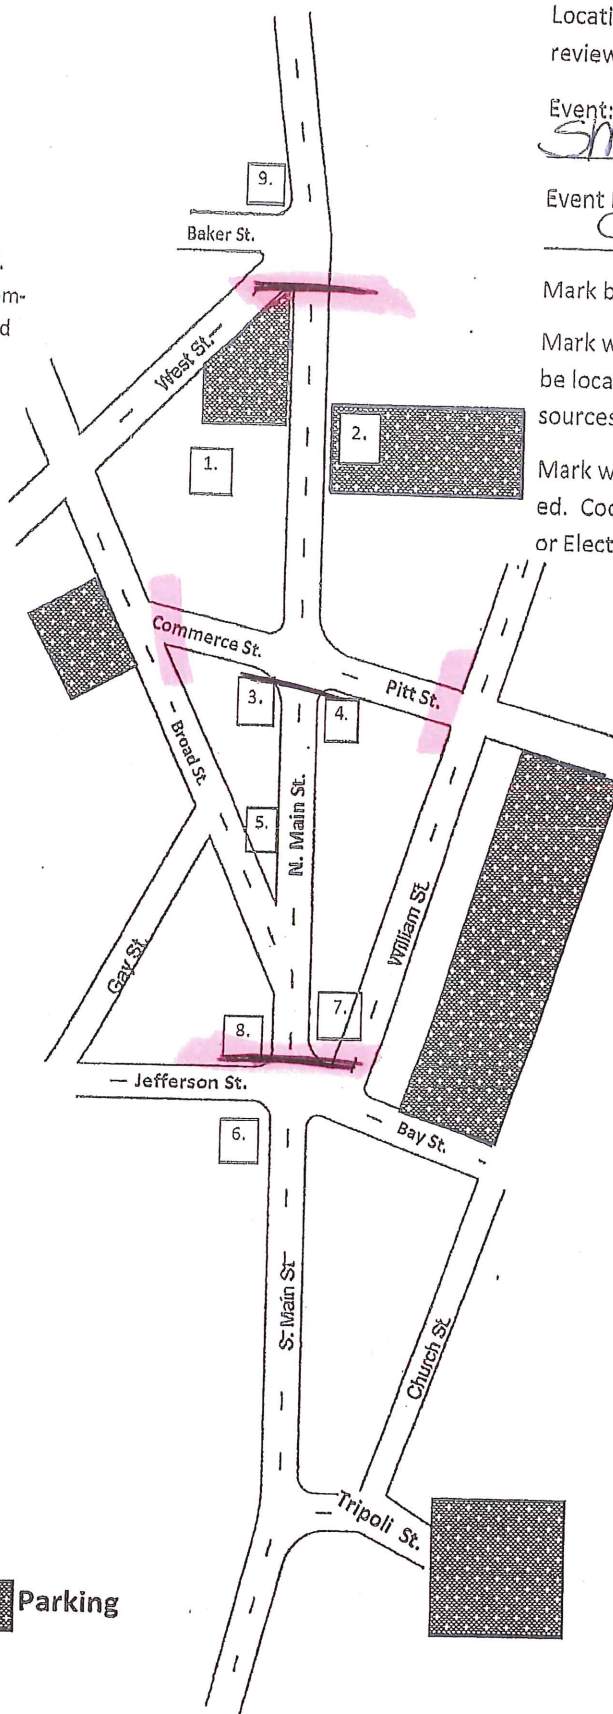 Locati
review
Event:
Sm
Event
9.
Baker St.
m-
d
Mark b
West St.
Mark w
be loca
sources
2.
1.
Mark w
ed. Coo
or Elect
Commerce St.
Pitt St.
3.
4.
Broad St.
5.
N. Main St.
William St.
Gay St.
7.
8.
Jefferson St.
Bay St.
6.
S. Main St.
Church St.
Tripoli St.
Parking